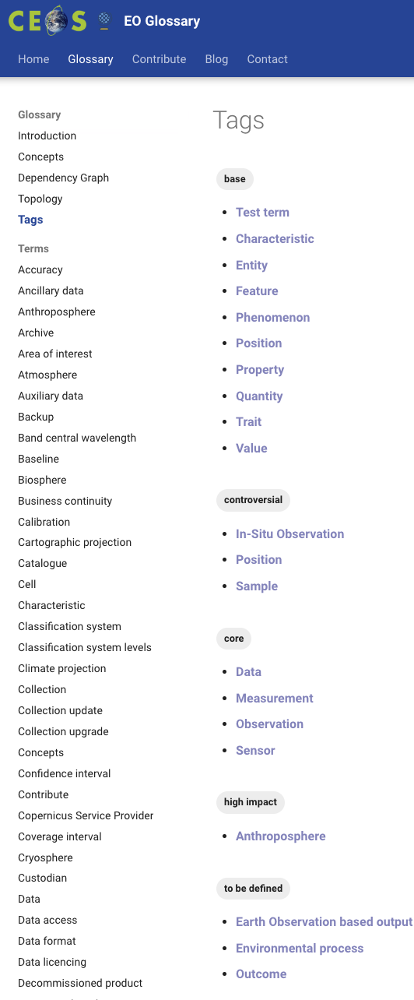 CEOS
EO Glossary
Home Glossary Contribute Blog Contact
Glossary
Introduction
Concepts
Dependency Graph
Topology
Tags
Terms
Accuracy
Ancillary data
Anthroposphere
Archive
Area of interest
Atmosphere
Auxiliary data
Backup
Band central wavelength
Baseline
Biosphere
Business continuity
Calibration
Cartographic projection
Catalogue
Cell
Characteristic
Classification system
Classification system levels
Climate projection
Collection
Collection update
Collection upgrade
Concepts
Confidence interval
Contribute
Copernicus Service Provider
Coverage interval
Cryosphere
Custodian
Data
Data access
Data format
Data licencing
Decommissioned product
Tags
base
Test term
Characteristic
Entity
Feature
Phenomenon
Position
Property
Quantity
Trait
Value
controversial
In-Situ Observation
Position
Sample
core
Data
Measurement
Observation
Sensor
high impact
Anthroposphere
to be defined
Earth Observation based output
Environmental process
Outcome